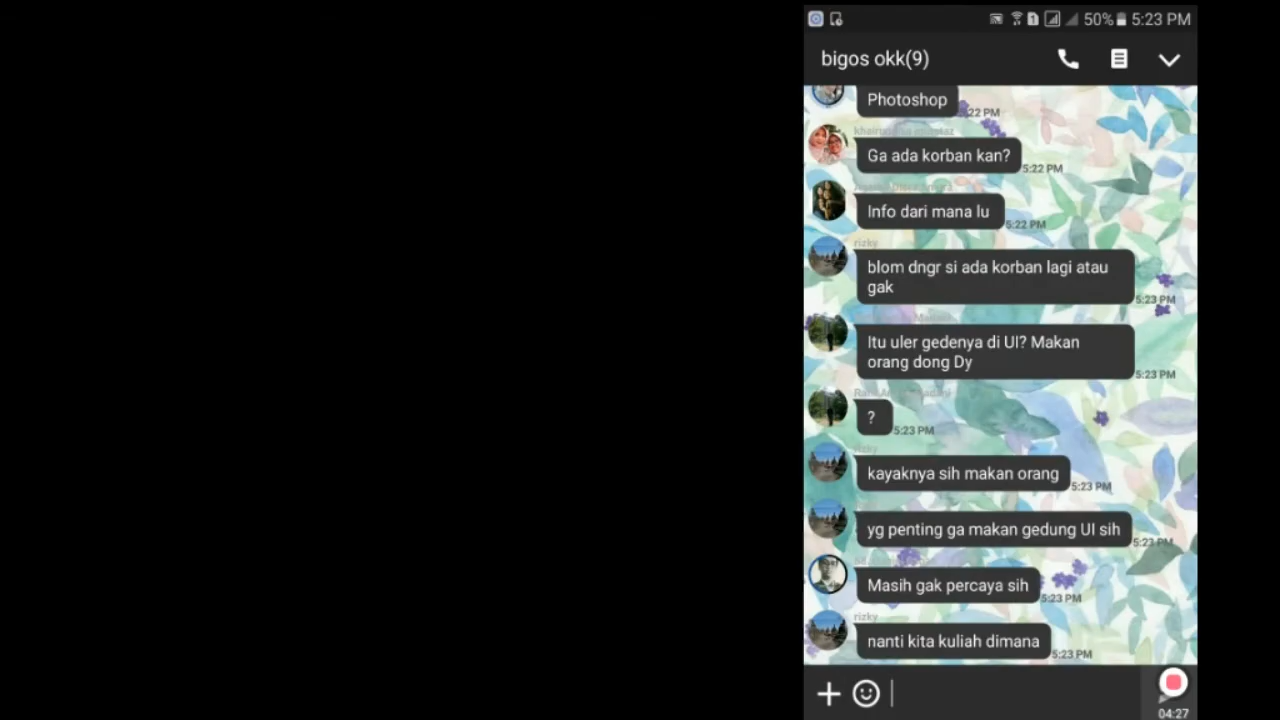 50% 5:23 PM
bigos okk(9)
Photoshop
22 PM
Ga ada korban kan?
5:22 PM
Info dari mana lu
5:22 PM
rizky
blom dngr si ada korban lagi atau
gak
5:23 PM
Itu uler gedenya di UI? Makan
orang dong Dy
5:23 PM
?
5:23 PM
rizky
kayaknya sih makan orang
5:23 PM
yg penting ga makan gedung UI sih
5:23 PM
Masih gak percaya sih
5:23 PM
rizky
nanti kita kuliah dimana
5:23 PM
04:27